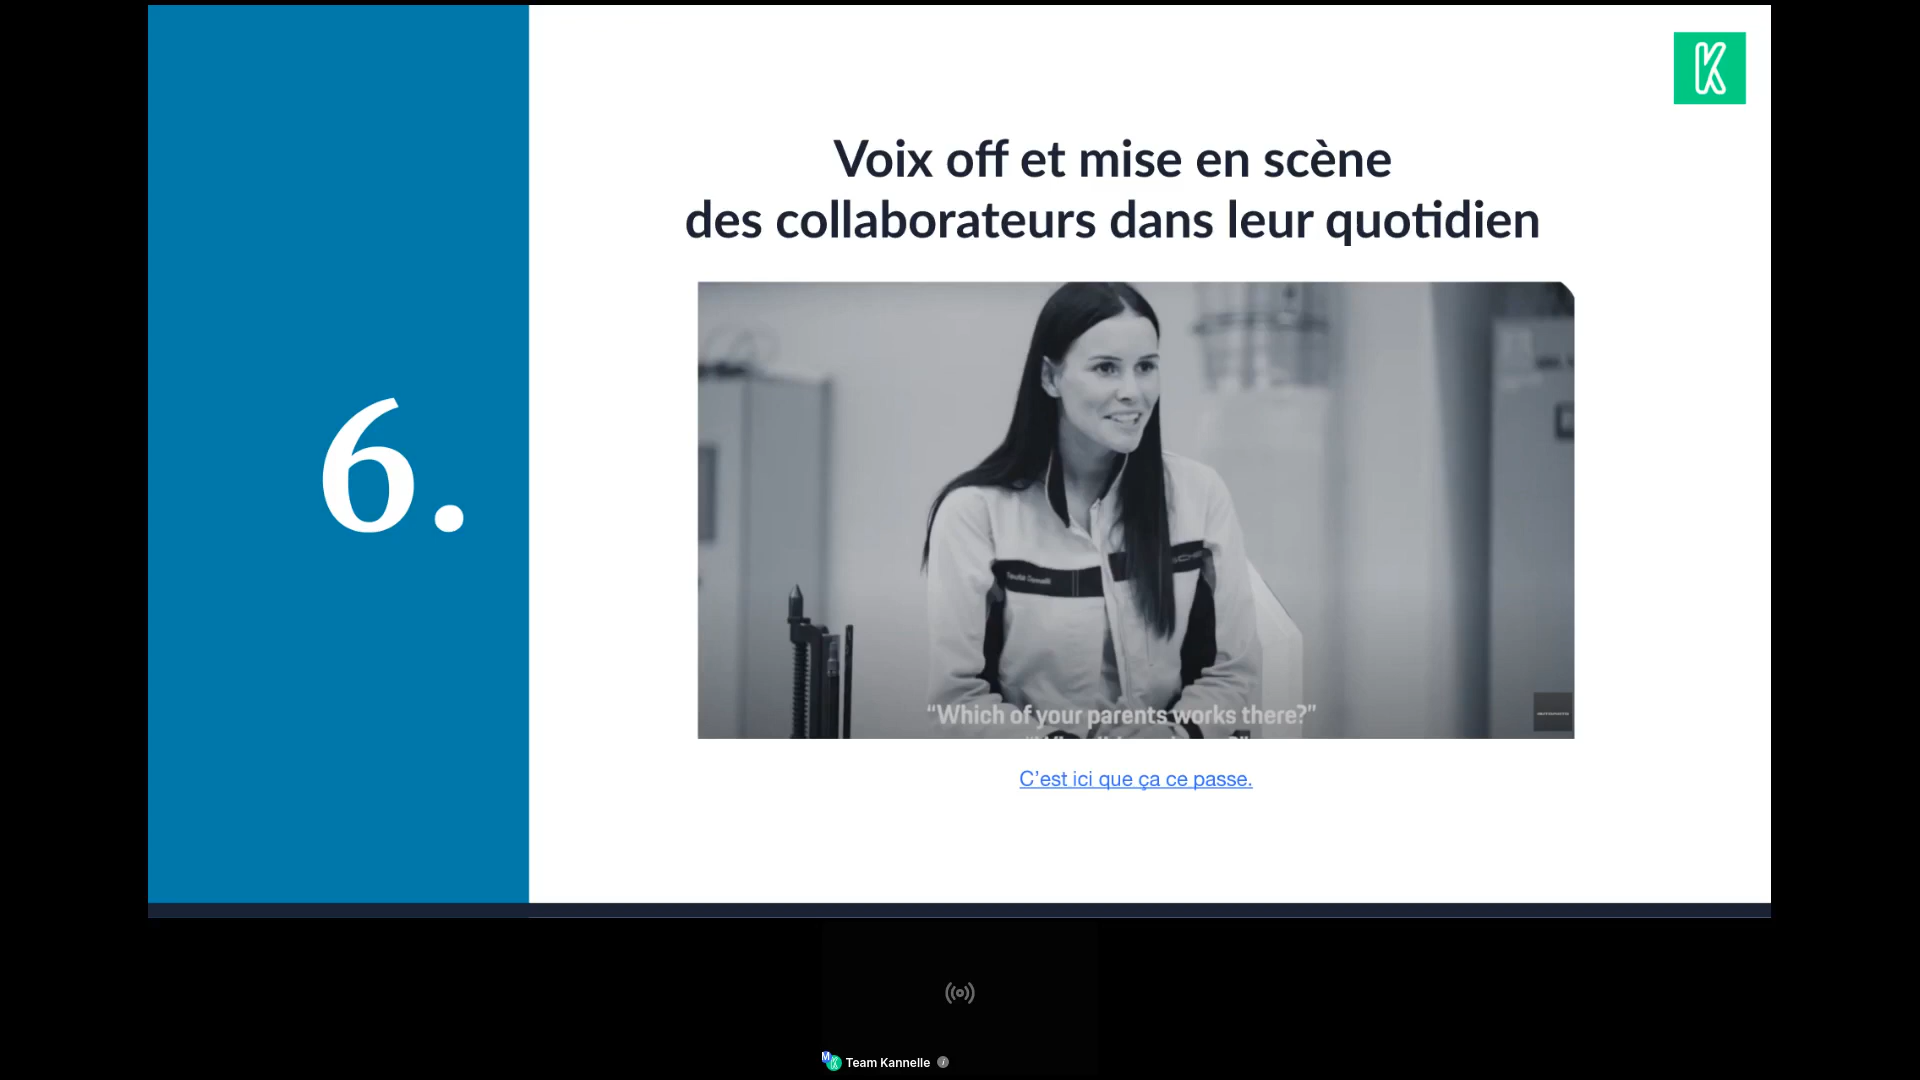 K
Voix off et mise en scène
des collaborateurs dans leur quotidien
6.
“Which of your parents works there?”
C’est ici que ça ce passe.
Team Kannelle